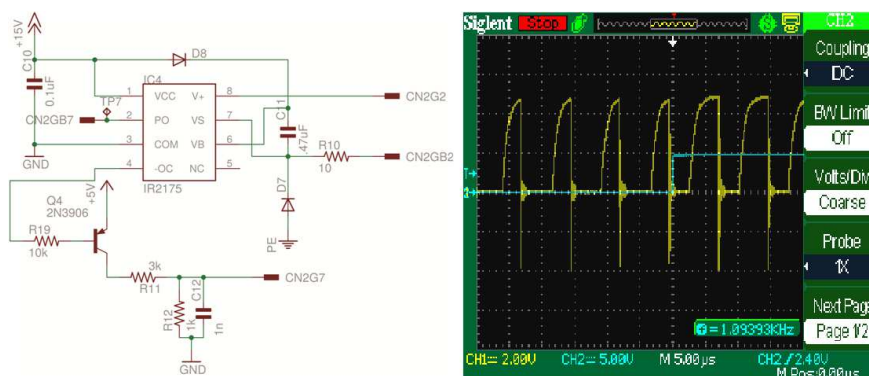 +15V
C10
0.1uF
GND
D8
IC4
1 VCC V+ 8
2 PO VS 7
3 COM VB 6
4 -OC NC 5
IR2175
TP7
CN2GB7
CN2G2
C11
.47uF
R10
10
CN2GB2
D7
PE
Q4
2N3906
+5V
R19
10k
3k
R11
CN2G7
R12
1k
C12
1n
GND
Siglent Stop CH2
Coupling
DC
BW Limit
Off
Volts/Div
Coarse
Probe
1X
Next Page
Page 1/2
=1.09393KHz
CH1= 2.00V CH2= 5.00V M 5.00µs CH2 2.40V
M Pos:0.00µs